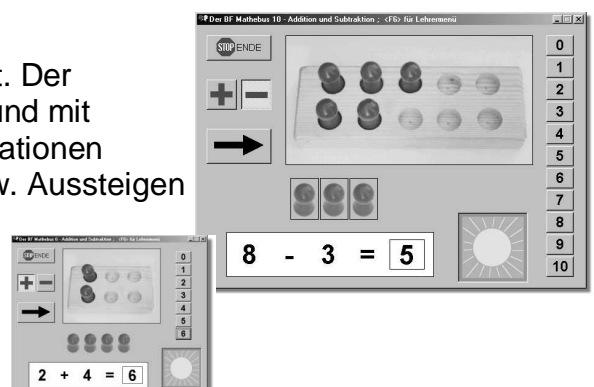 t. Der
und mit
ationen
w. Aussteigen
Der BF Mathebus 10 - Addition und Subtraktion ; <F6> für Lehrermenü
STOP ENDE
0
1
2
3
4
5
6
7
8
9
10
8 - 3 = 5
Der BF Mathebus 6 - Addition und Subtraktion ; <F6> für Lehrermenü
STOP ENDE
0
1
2
3
4
5
6
2 + 4 = 6